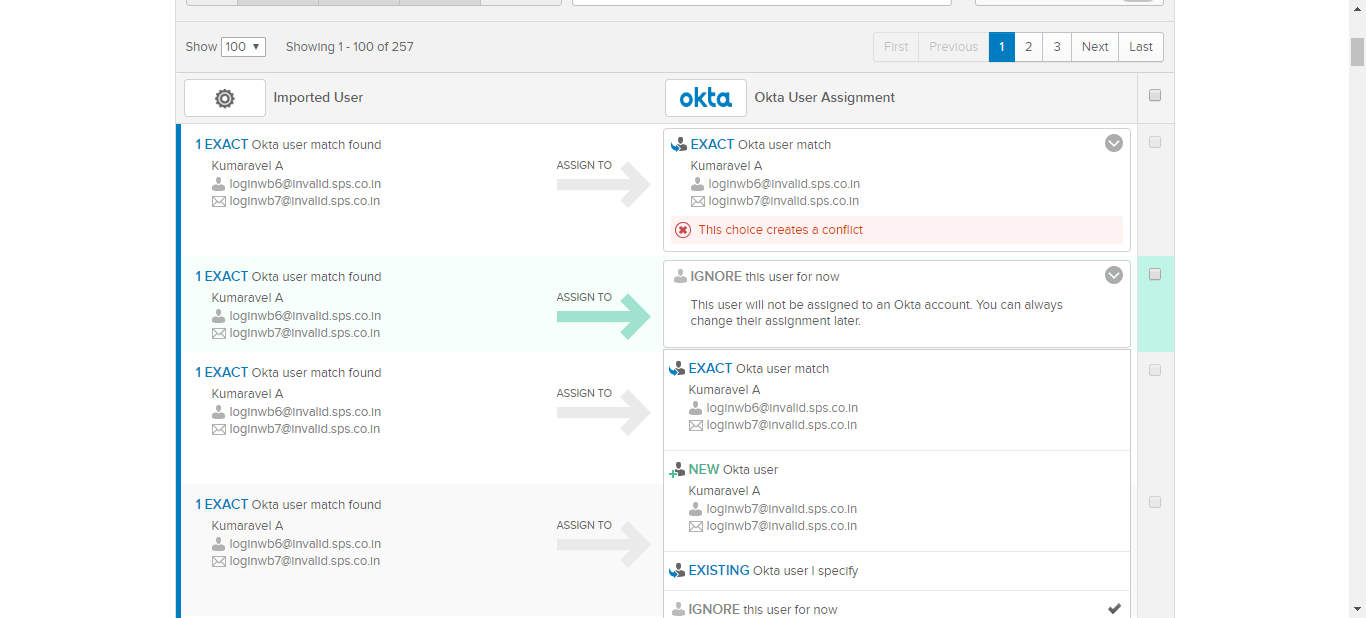 Show 100 Showing 1 - 100 of 257 First Previous 1 2 3 Next Last
Imported User okta Okta User Assignment
1 EXACT Okta user match found
Kumaravel A
loginwb6@invalid.sps.co.in
loginwb7@invalid.sps.co.in
ASSIGN TO
EXACT Okta user match
Kumaravel A
loginwb6@invalid.sps.co.in
loginwb7@invalid.sps.co.in
This choice creates a conflict
1 EXACT Okta user match found
Kumaravel A
loginwb6@invalid.sps.co.in
loginwb7@invalid.sps.co.in
ASSIGN TO
IGNORE this user for now
This user will not be assigned to an Okta account. You can always
change their assignment later.
1 EXACT Okta user match found
Kumaravel A
loginwb6@invalid.sps.co.in
loginwb7@invalid.sps.co.in
ASSIGN TO
EXACT Okta user match
Kumaravel A
loginwb6@invalid.sps.co.in
loginwb7@invalid.sps.co.in
NEW Okta user
Kumaravel A
loginwb7@invalid.sps.co.in
loginwb7@invalid.sps.co.in
1 EXACT Okta user match found
Kumaravel A
loginwb6@invalid.sps.co.in
loginwb7@invalid.sps.co.in
ASSIGN TO
EXISTING Okta user I specify
IGNORE this user for now